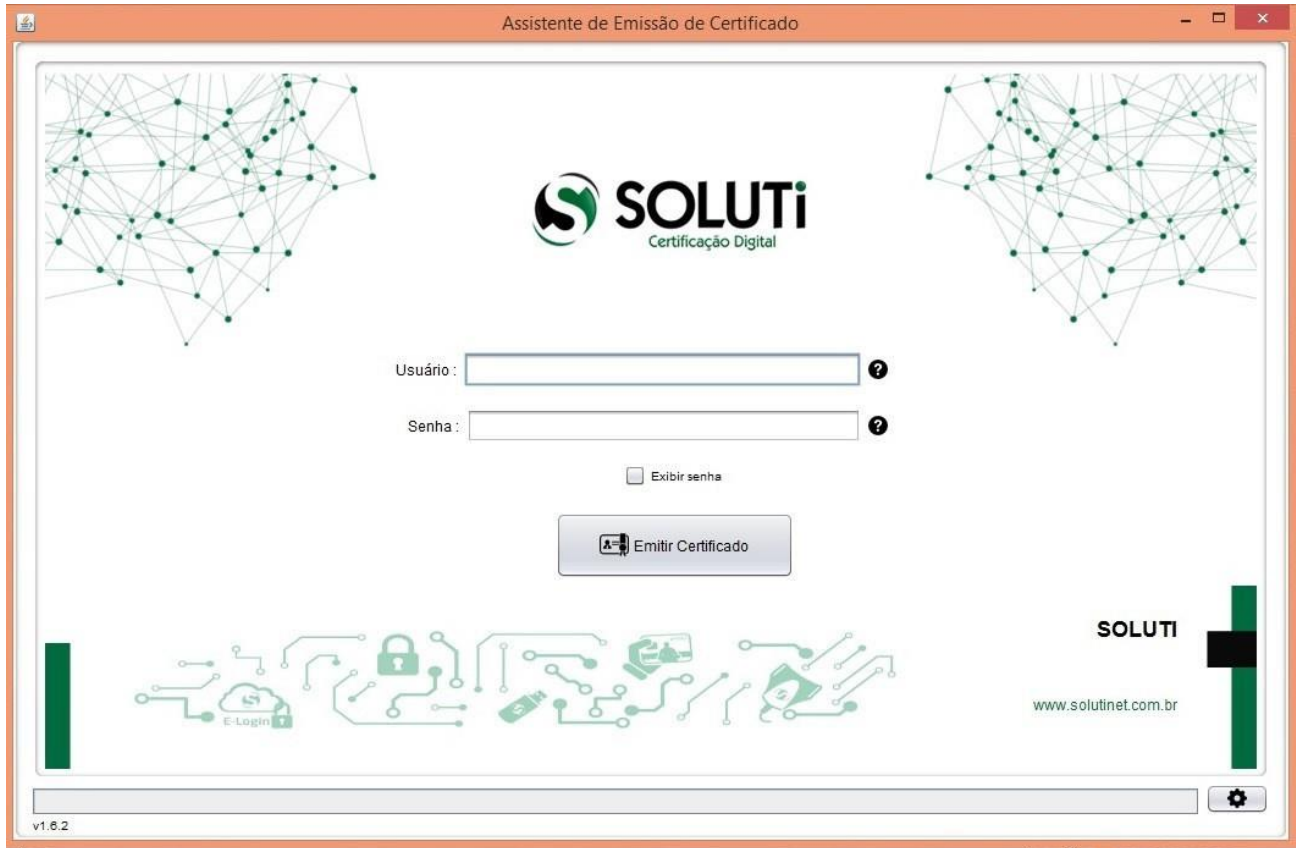 Assistente de Emissão de Certificado
SOLUTi
Certificação Digital
Usuário :
?
Senha :
?
Exibir senha
Emitir Certificado
SOLUTI
E-Login
www.solutinet.com.br
v1.6.2